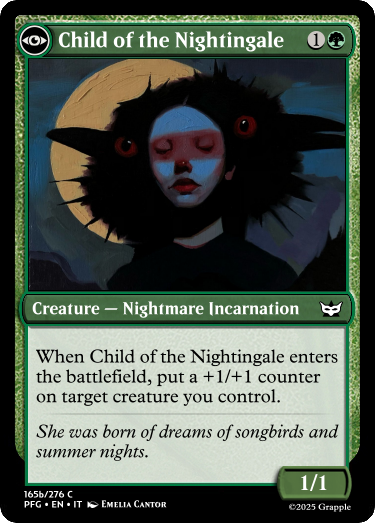 Child of the Nightingale 1
Creature — Nightmare Incarnation
When Child of the Nightingale enters
the battlefield, put a +1/+1 counter
on target creature you control.
She was born of dreams of songbirds and
summer nights.
1/1
165b/276 C
PFG • EN • IT Emelia Cantor
©2025 Grapple